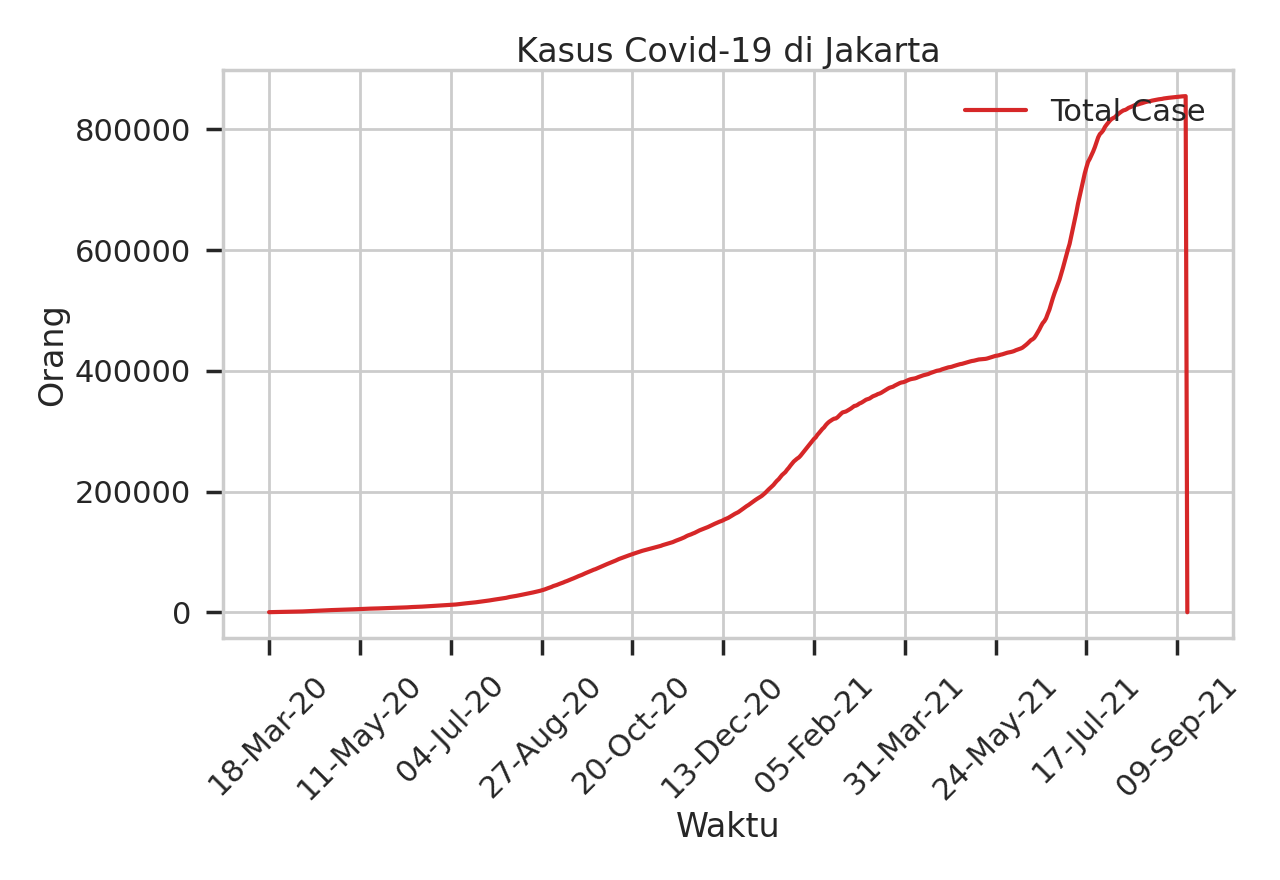 Kasus Covid-19 di Jakarta
Total Case
Orang
800000
600000
400000
200000
0
18-Mar-20
11-May-20
04-Jul-20
27-Aug-20
20-Oct-20
13-Dec-20
05-Feb-21
31-Mar-21
24-May-21
17-Jul-21
09-Sep-21
Waktu